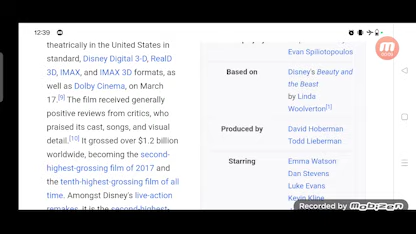 12:39
theatrically in the United States in
standard, Disney Digital 3-D, RealD
3D, IMAX, and IMAX 3D formats, as
well as Dolby Cinema, on March
17.[9] The film received generally
positive reviews from critics, who
praised its cast, songs, and visual
detail.[10] It grossed over $1.2 billion
worldwide, becoming the second-
highest-grossing film of 2017 and
the tenth-highest-grossing film of all
time. Amongst Disney's live-action
remakes, it is the second-highest-
Evan Spiliotopoulos
Based on
Disney's Beauty and
the Beast
by Linda
Woolverton[1]
Produced by
David Hoberman
Todd Lieberman
Starring
Emma Watson
Dan Stevens
Luke Evans
Kevin Kline
Recorded by
Mobizen